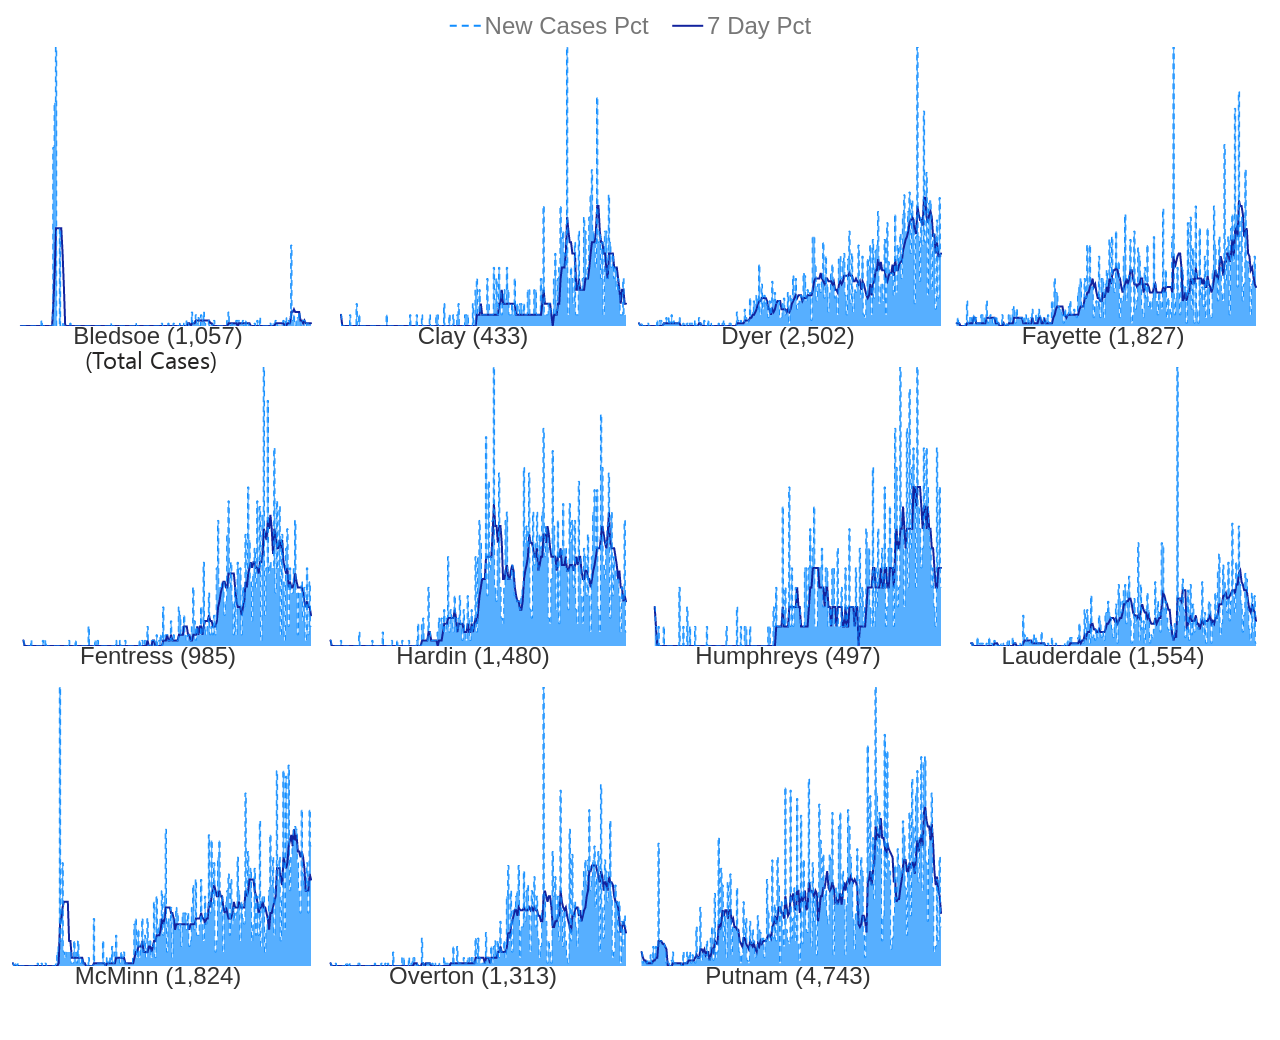 New Cases Pct 7 Day Pct
Bledsoe (1,057) Clay (433) Dyer (2,502) Fayette (1,827)
(Total Cases)
Fentress (985) Hardin (1,480) Humphreys (497) Lauderdale (1,554)
McMinn (1,824) Overton (1,313) Putnam (4,743)